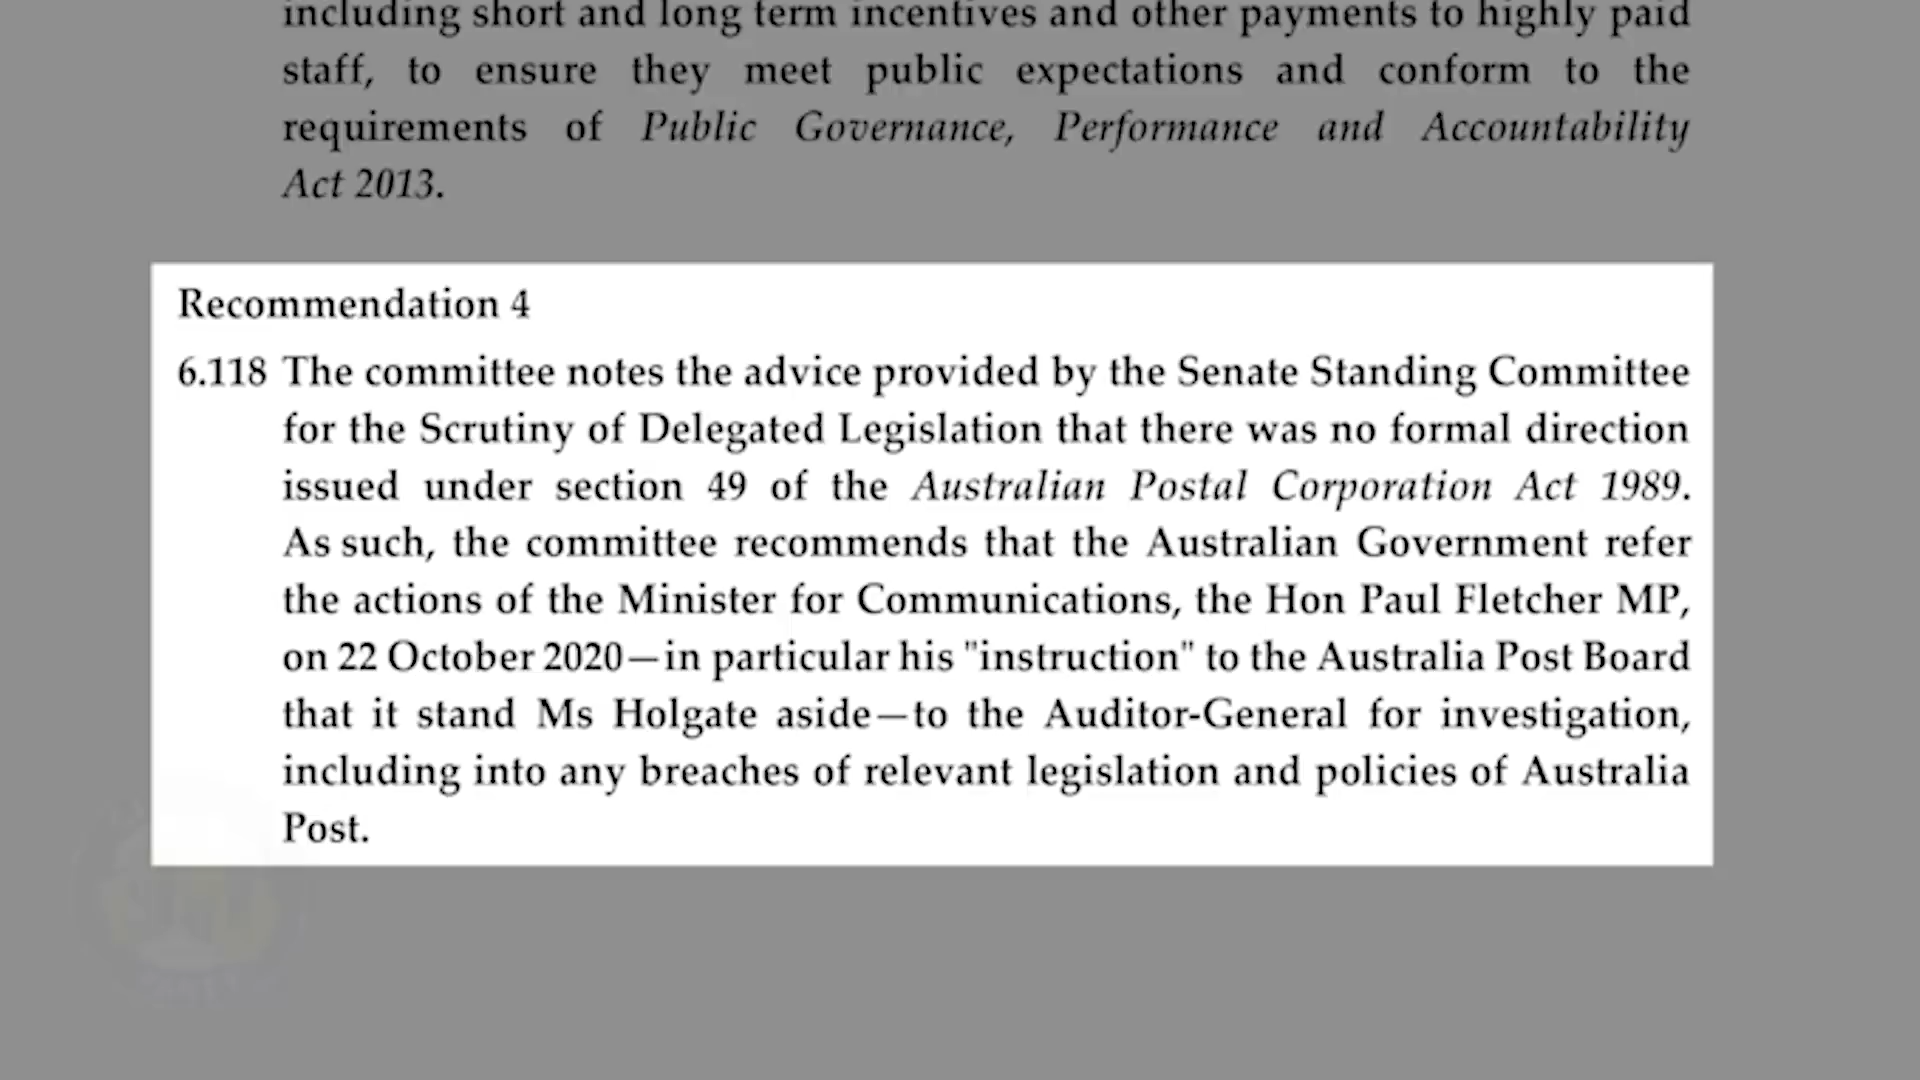 including short and long term incentives and other payments to highly paid
staff, to ensure they meet public expectations and conform to the
requirements of Public Governance, Performance and Accountability
Act 2013.
Recommendation 4
6.118 The committee notes the advice provided by the Senate Standing Committee
for the Scrutiny of Delegated Legislation that there was no formal direction
issued under section 49 of the Australian Postal Corporation Act 1989.
As such, the committee recommends that the Australian Government refer
the actions of the Minister for Communications, the Hon Paul Fletcher MP,
on 22 October 2020—in particular his "instruction" to the Australia Post Board
that it stand Ms Holgate aside—to the Auditor-General for investigation,
including into any breaches of relevant legislation and policies of Australia
Post.